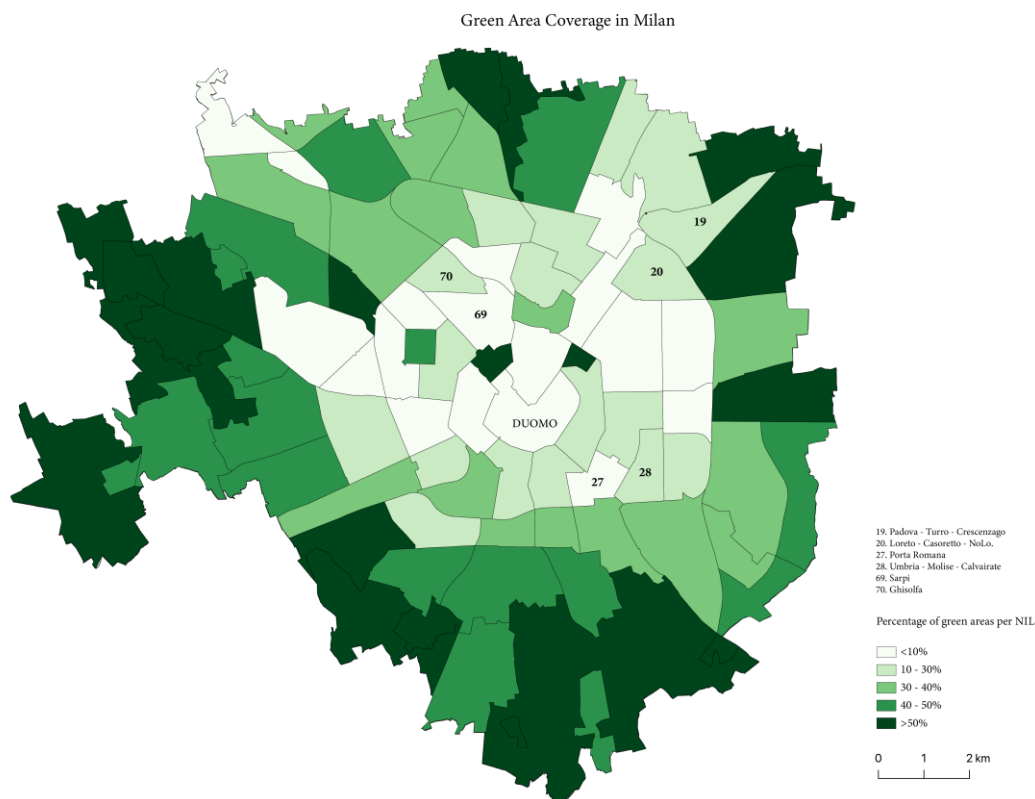 Green Area Coverage in Milan
19
20
70
69
DUOMO
28
27
19. Padova - Turro - Crescenzago
20. Loreto - Casoretto - NoLo.
27. Porta Romana
28. Umbria - Molise - Calvairate
69. Sarpi
70. Ghisolfa
Percentage of green areas per NIL
<10%
10 - 30%
30 - 40%
40 - 50%
>50%
0 1 2 km